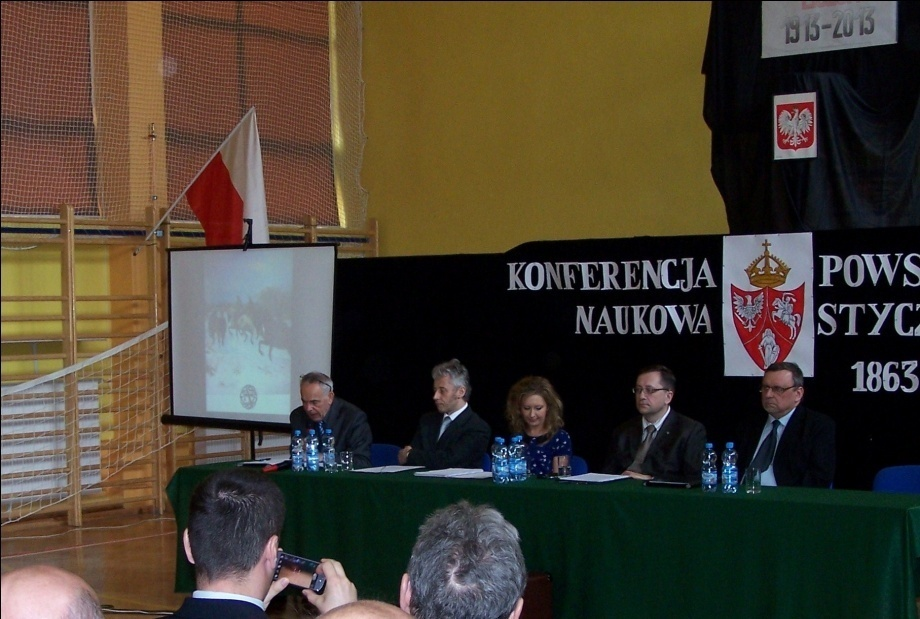 1913-2013
KONFERENCJA
NAUKOWA
POWS
STYCZ
1863